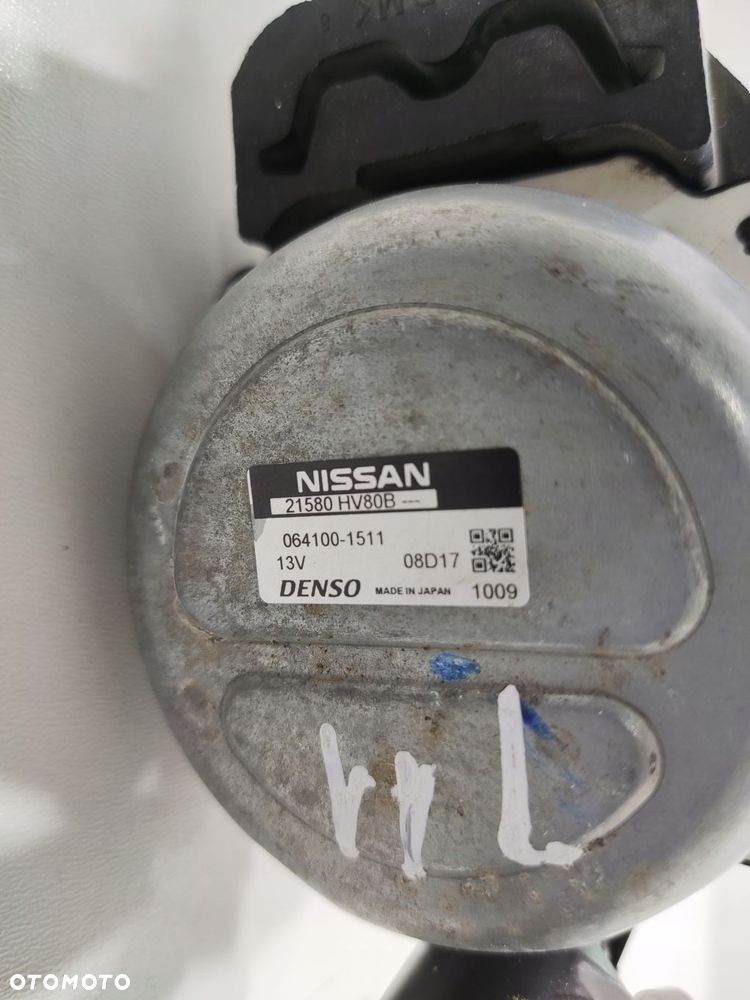 NISSAN
21580 HV80B ---
064100-1511
13V 08D17
DENSO MADE IN JAPAN 1009
OTOMOTO